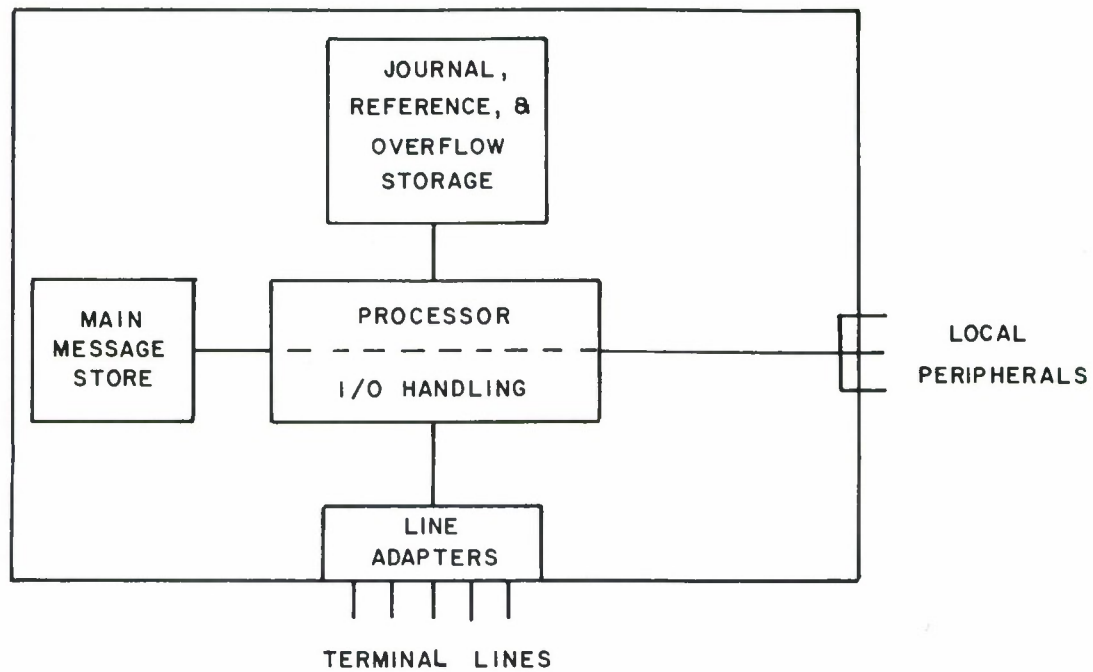 JOURNAL,
REFERENCE, &
OVERFLOW
STORAGE
MAIN
MESSAGE
STORE
PROCESSOR
I/O HANDLING
LOCAL
PERIPHERALS
LINE
ADAPTERS
TERMINAL LINES